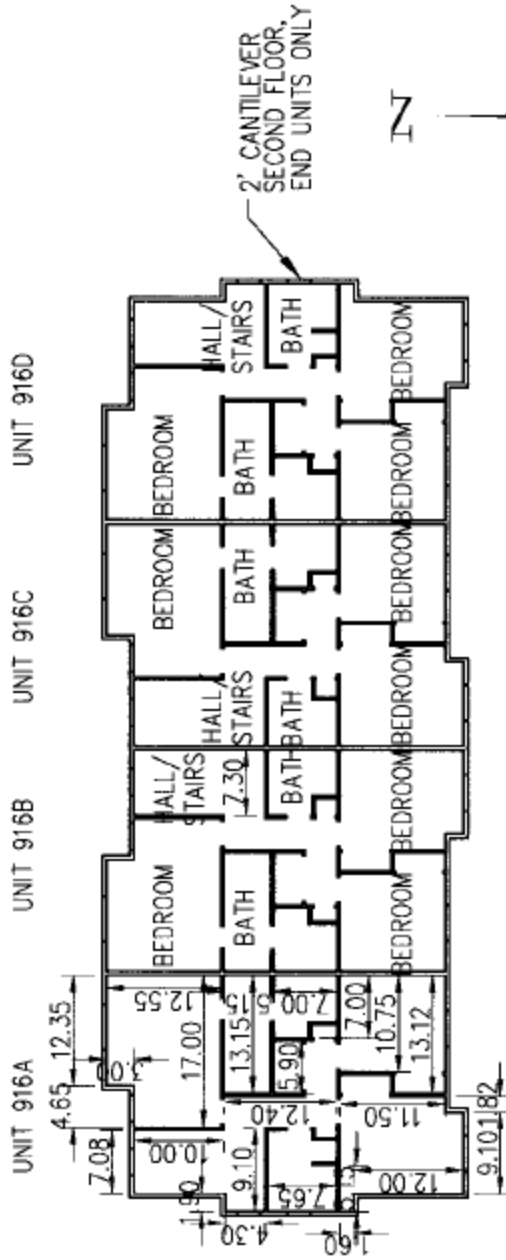 UNIT 916A UNIT 916B UNIT 916C UNIT 916D
4.65 12.35
7.08
3.00
12.55
10.00
17.00
BEDROOM BEDROOM BEDROOM
HALL/
STAIRS
HALL/
STAIRS
HALL/
STAIRS
7.30
4.30
9.10
13.15
5.15
BATH BATH BATH
7.65
12.40
5.90
7.00
BATH BATH BATH
1.60
7.00
11.50
10.75
12.00
13.12
BEDROOM BEDROOM BEDROOM BEDROOM BEDROOM BEDROOM
9.10 1.82
2' CANTILEVER
SECOND FLOOR,
END UNITS ONLY
N